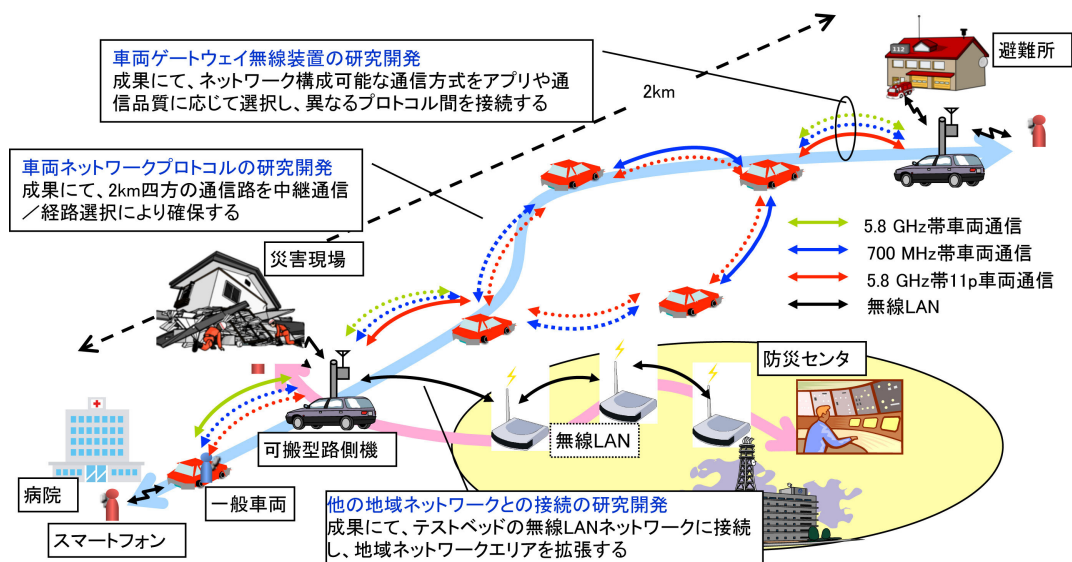 車両ゲートウェイ無線装置の研究開発
成果にて、ネットワーク構成可能な通信方式をアプリや通
信品質に応じて選択し、異なるプロトコル間を接続する
112
避難所
2km
車両ネットワークプロトコルの研究開発
成果にて、2km四方の通信路を中継通信
／経路選択により確保する
災害現場
5.8 GHz帯車両通信
700 MHz帯車両通信
5.8 GHz帯11p車両通信
無線LAN
防災センタ
無線LAN
可搬型路側機
病院
一般車両
スマートフォン
他の地域ネットワークとの接続の研究開発
成果にて、テストベッドの無線LANネットワークに接続
し、地域ネットワークエリアを拡張する